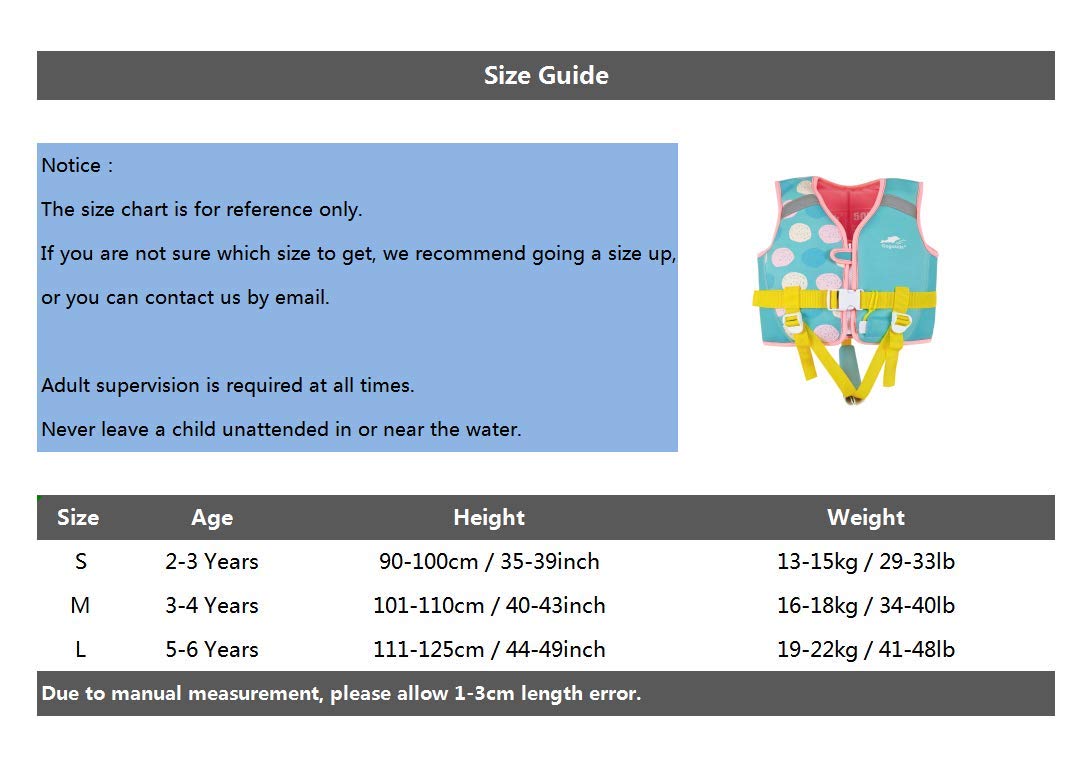 Size Guide
Notice :
The size chart is for reference only.
If you are not sure which size to get, we recommend going a size up,
or you can contact us by email.
Adult supervision is required at all times.
Never leave a child unattended in or near the water.
Size Age Height Weight
S 2-3 Years 90-100cm / 35-39inch 13-15kg / 29-33lb
M 3-4 Years 101-110cm / 40-43inch 16-18kg / 34-40lb
L 5-6 Years 111-125cm / 44-49inch 19-22kg / 41-48lb
Due to manual measurement, please allow 1-3cm length error.